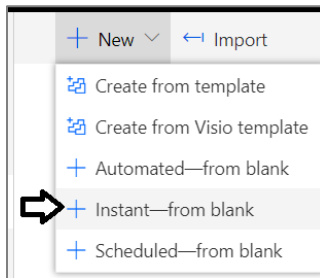 New Import
Create from template
Create from Visio template
Automated—from blank
Instant—from blank
Scheduled—from blank